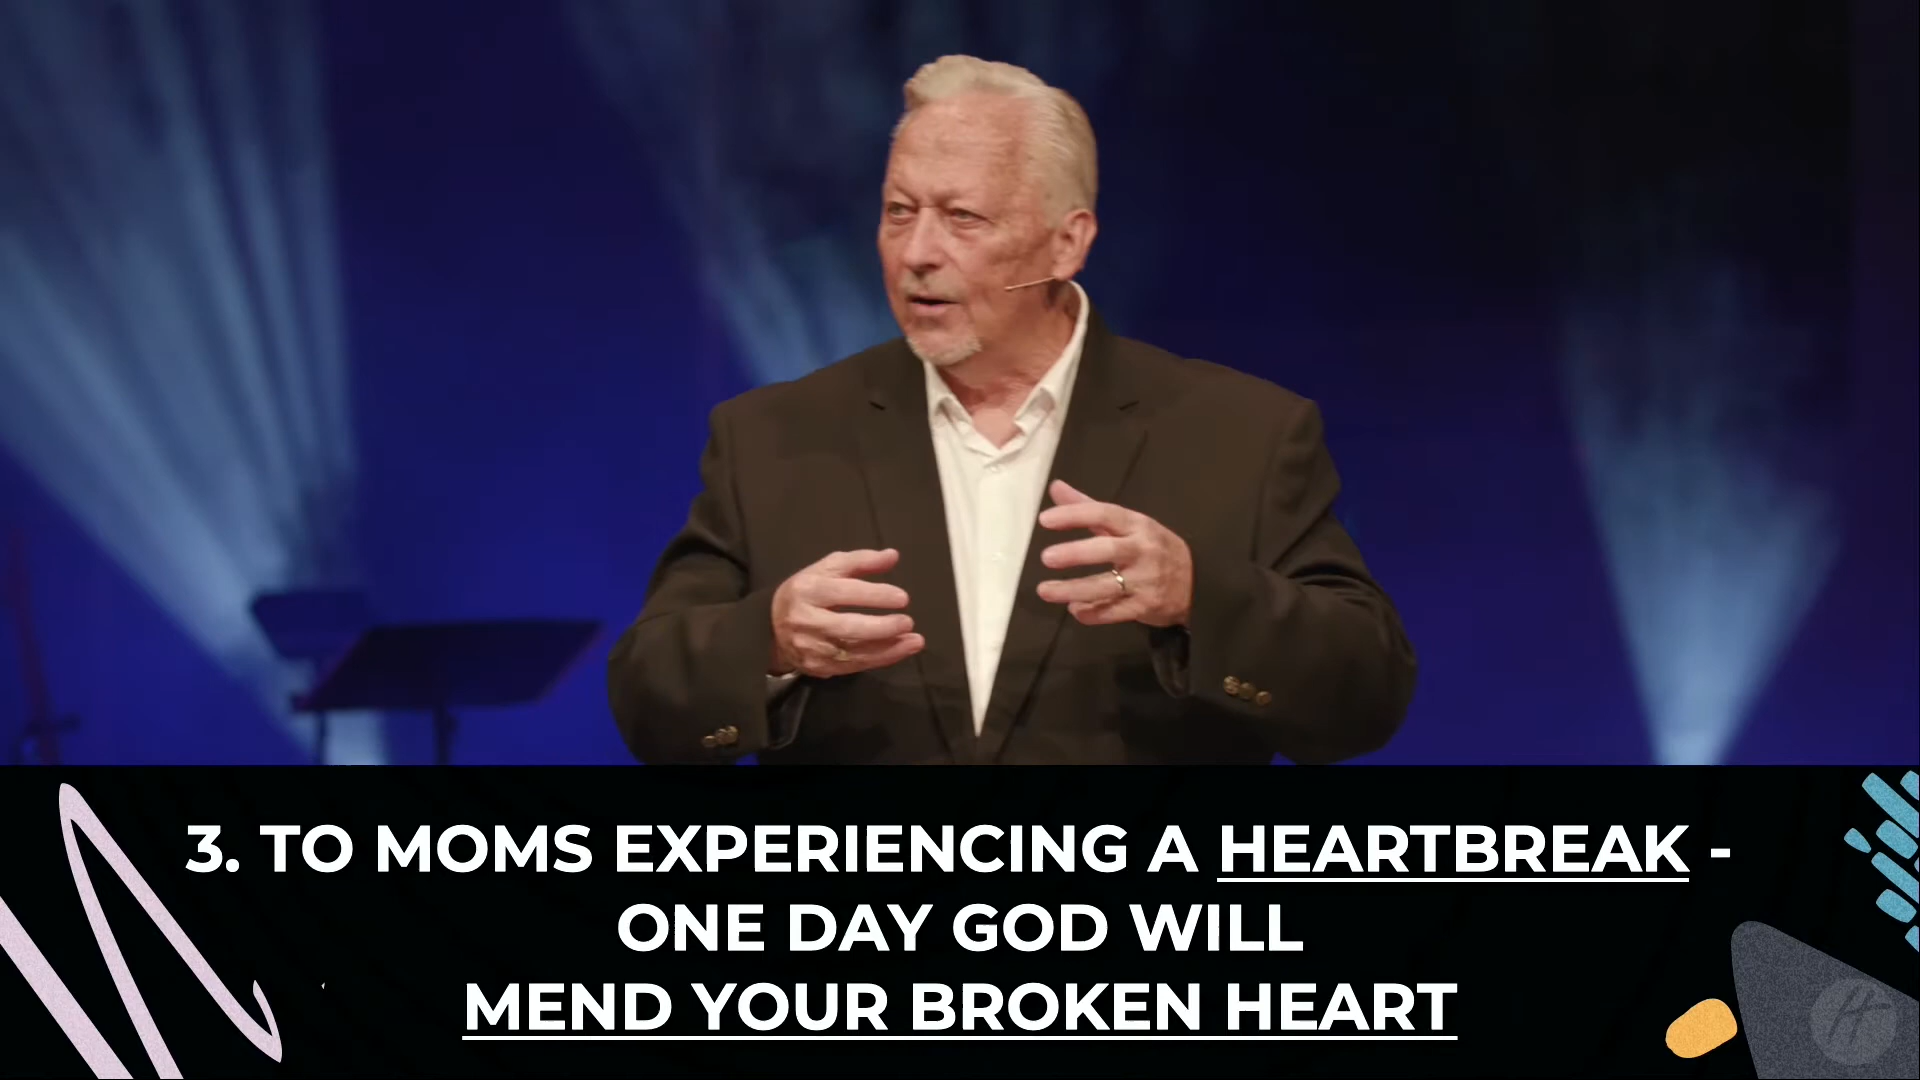 3. TO MOMS EXPERIENCING A HEARTBREAK -
ONE DAY GOD WILL
MEND YOUR BROKEN HEART